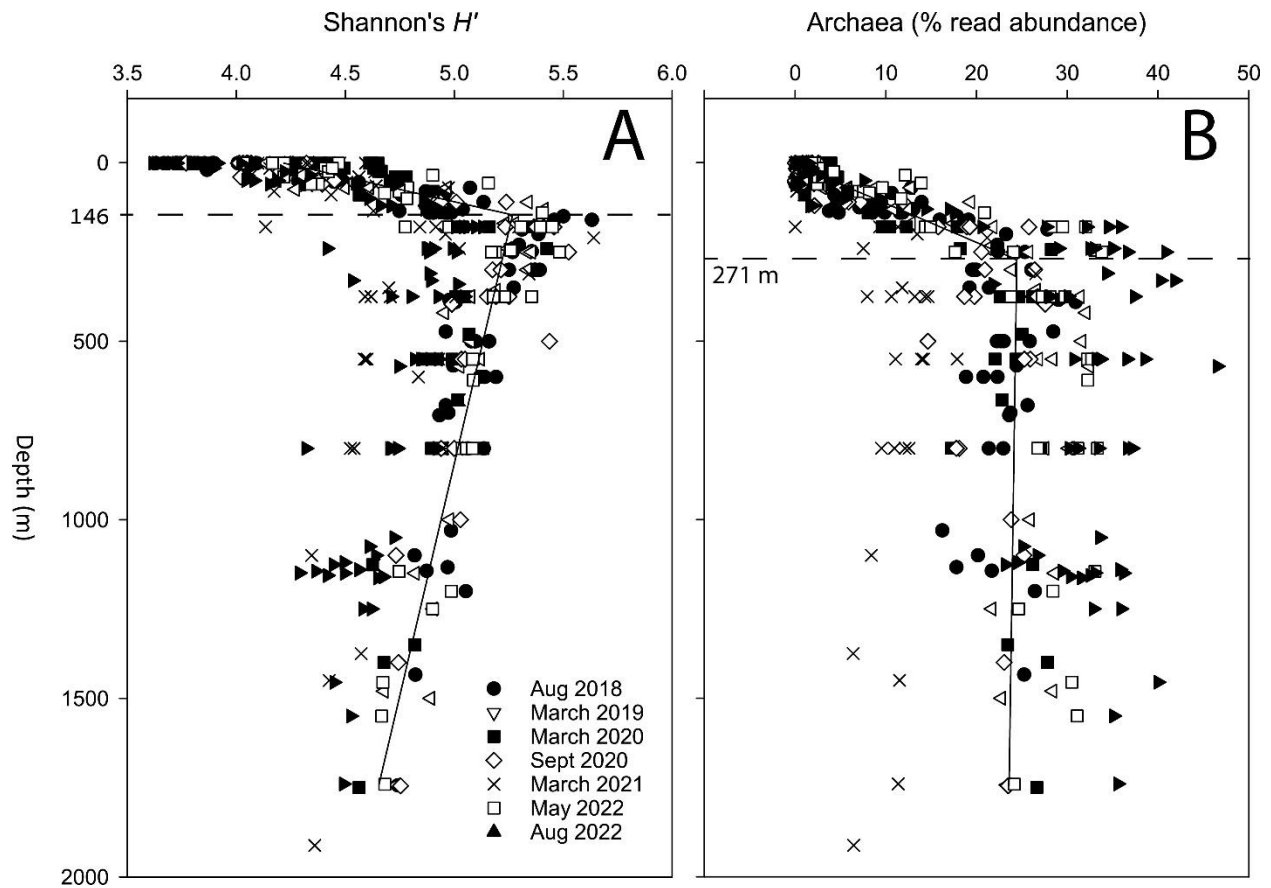 Shannon's H'
Archaea (% read abundance)
3.5 4.0 4.5 5.0 5.5 6.0
0 10 20 30 40 50
A
B
0
146
271 m
500
1000
1500
2000
Depth (m)
Aug 2018
March 2019
March 2020
Sept 2020
March 2021
May 2022
Aug 2022